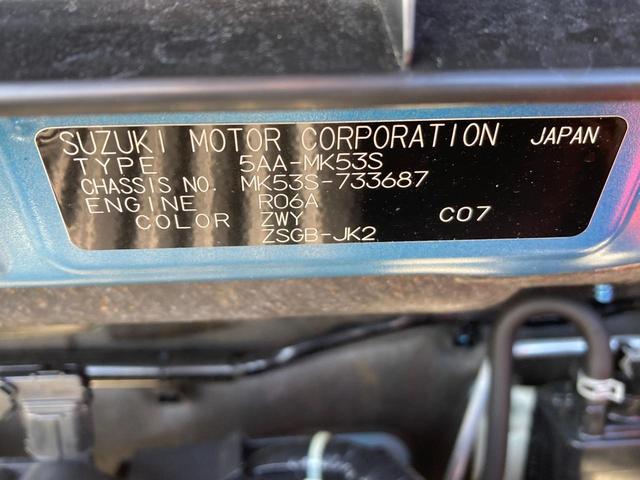 SUZUKI MOTOR CORPORATION JAPAN
TYPE 5AA-MK53S
CHASSIS NO. MK53S-733687
ENGINE R06A
COLOR ZWY C07
ZSGB-JK2